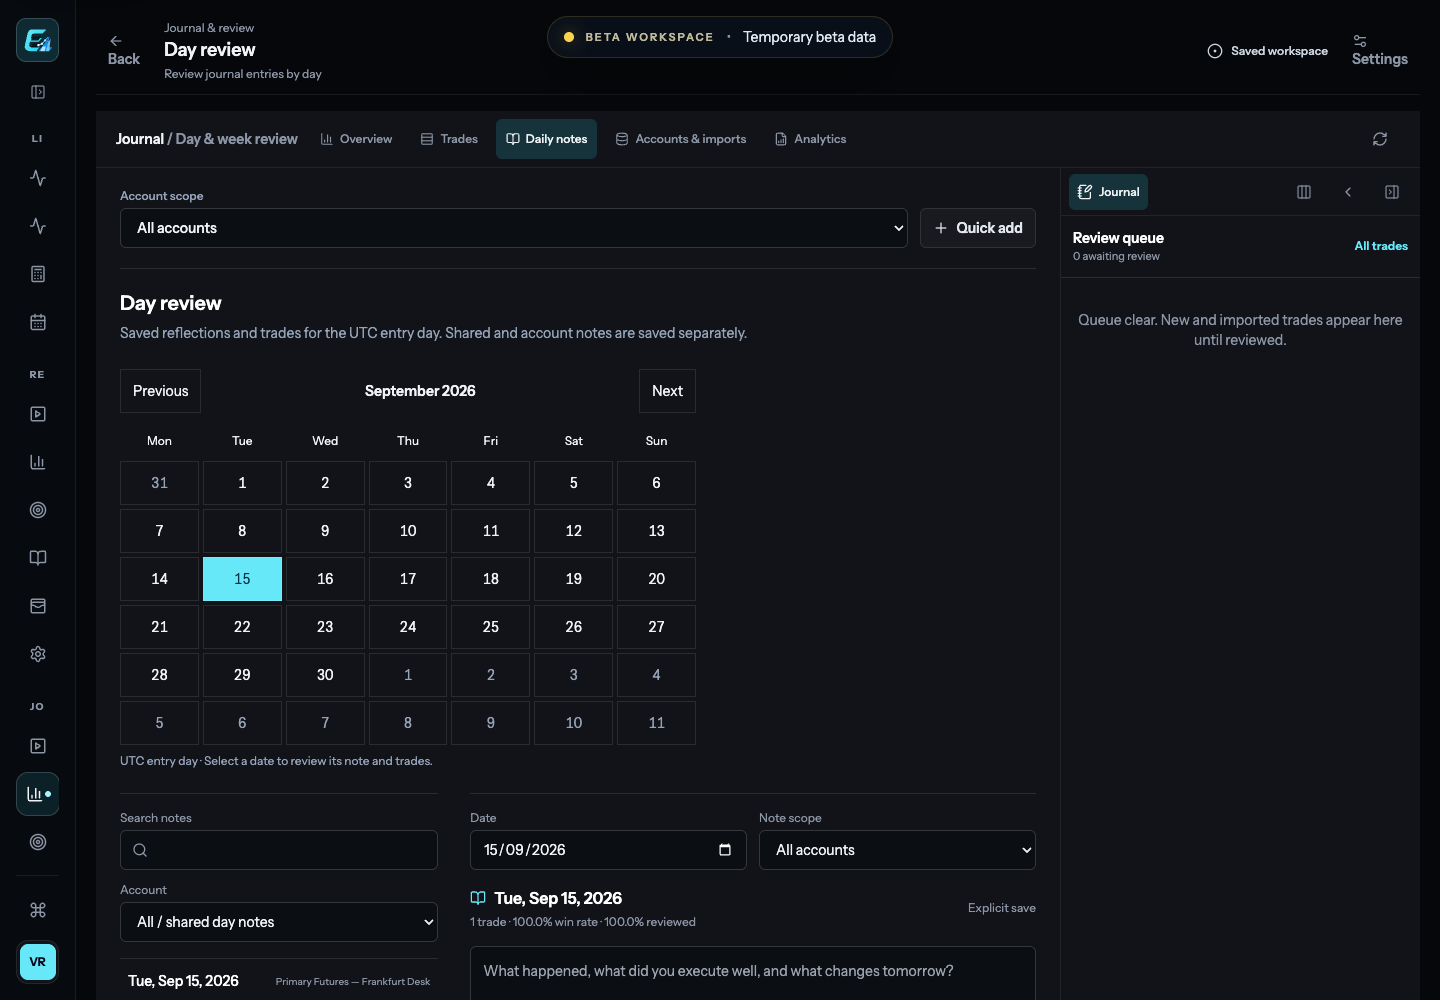 Back
Journal & review
Day review
Review journal entries by day
BETA WORKSPACE • Temporary beta data
Saved workspace
Settings
LI
RE
JO
VR
Journal / Day & week review
Overview
Trades
Daily notes
Accounts & imports
Analytics
Account scope
All accounts
Quick add
Day review
Saved reflections and trades for the UTC entry day. Shared and account notes are saved separately.
Previous
September 2026
Next
Mon Tue Wed Thu Fri Sat Sun
31 1 2 3 4 5 6
7 8 9 10 11 12 13
14 15 16 17 18 19 20
21 22 23 24 25 26 27
28 29 30 1 2 3 4
5 6 7 8 9 10 11
UTC entry day · Select a date to review its note and trades.
Search notes
Account
All / shared day notes
Tue, Sep 15, 2026
Primary Futures — Frankfurt Desk
Date
15/09/2026
Note scope
All accounts
Tue, Sep 15, 2026
1 trade · 100.0% win rate · 100.0% reviewed
Explicit save
What happened, what did you execute well, and what changes tomorrow?
Journal
Review queue
0 awaiting review
All trades
Queue clear. New and imported trades appear here
until reviewed.